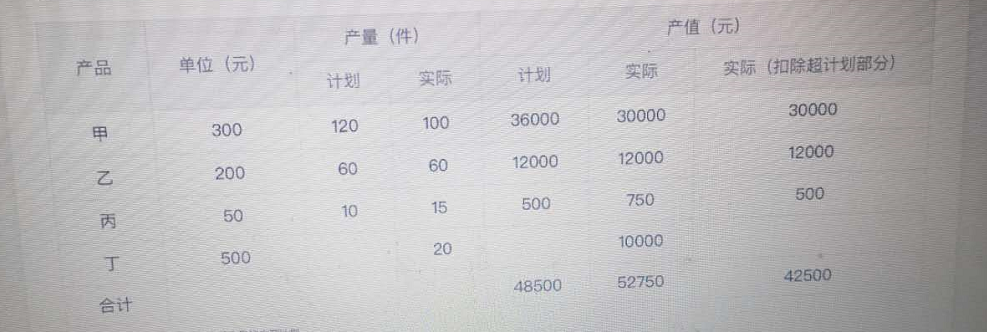 产品 单位（元） 产量（件） 产值（元）
计划 实际 计划 实际 实际（扣除超计划部分）
甲 300 120 100 36000 30000 30000
乙 200 60 60 12000 12000 12000
丙 50 10 15 500 750 500
丁 500 20 10000
合计 48500 52750 42500